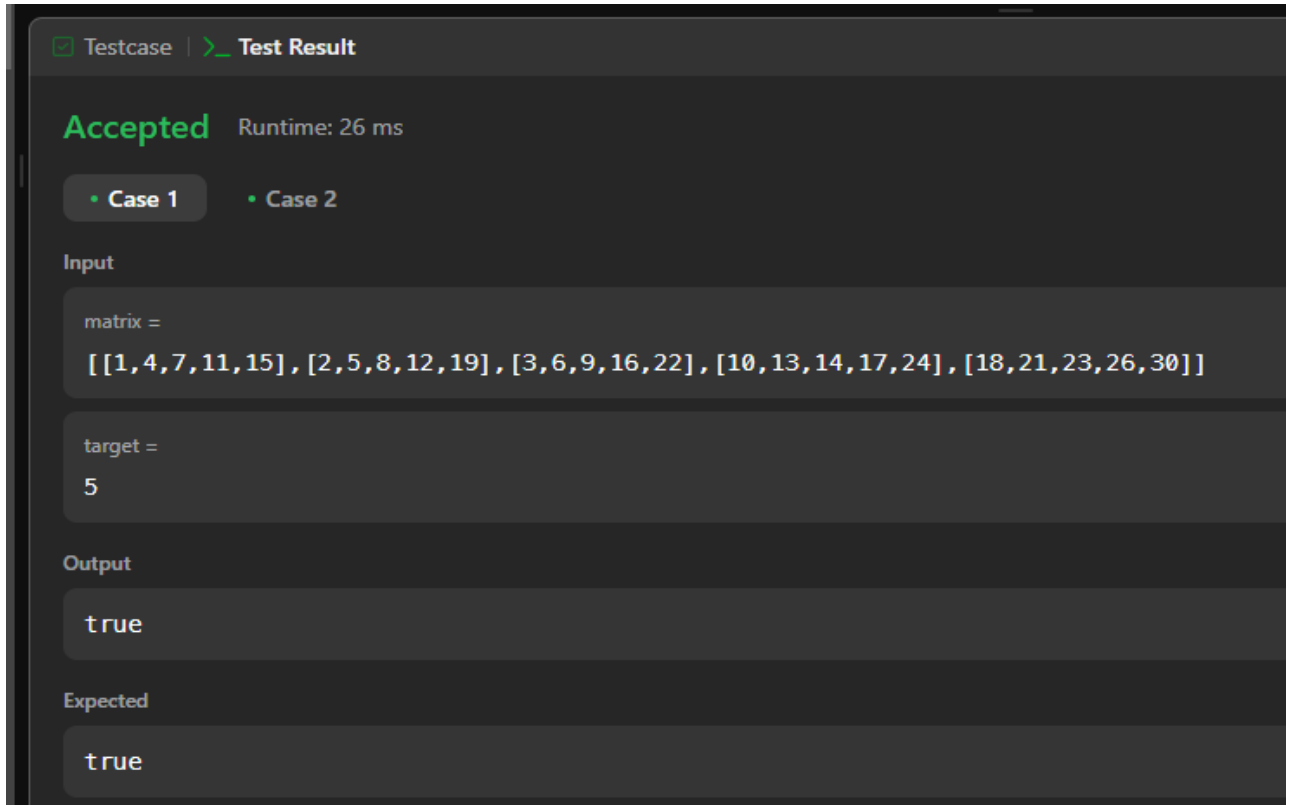 Testcase | >_ Test Result
Accepted Runtime: 26 ms
• Case 1 • Case 2
Input
matrix =
[[1,4,7,11,15],[2,5,8,12,19],[3,6,9,16,22],[10,13,14,17,24],[18,21,23,26,30]]
target =
5
Output
true
Expected
true